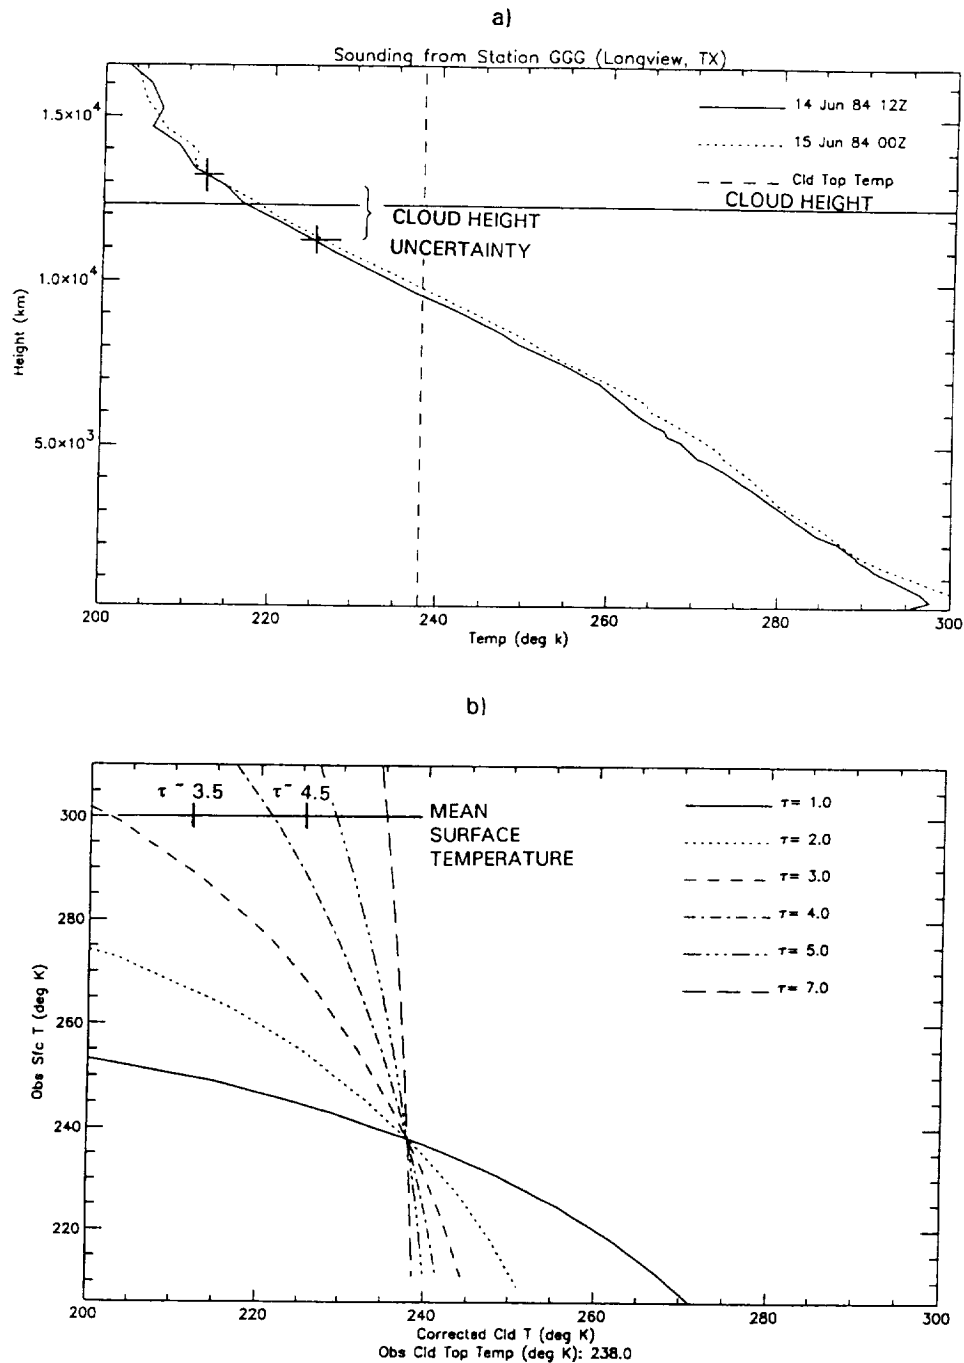 a)
Sounding from Station GGG (Longview, TX)
1.5×10⁴
1.0×10⁴
5.0×10³
Height (km)
14 Jun 84 12Z
15 Jun 84 00Z
Cld Top Temp
CLOUD HEIGHT
CLOUD HEIGHT
UNCERTAINTY
200
220
240
260
280
300
Temp (deg k)
b)
τ ~ 3.5
τ ~ 4.5
MEAN
SURFACE
TEMPERATURE
τ= 1.0
τ= 2.0
τ= 3.0
τ= 4.0
τ= 5.0
τ= 7.0
300
280
260
240
220
Obs Sfc T (deg K)
200
220
240
260
280
300
Corrected Cld T (deg K)
Obs Cld Top Temp (deg K): 238.0